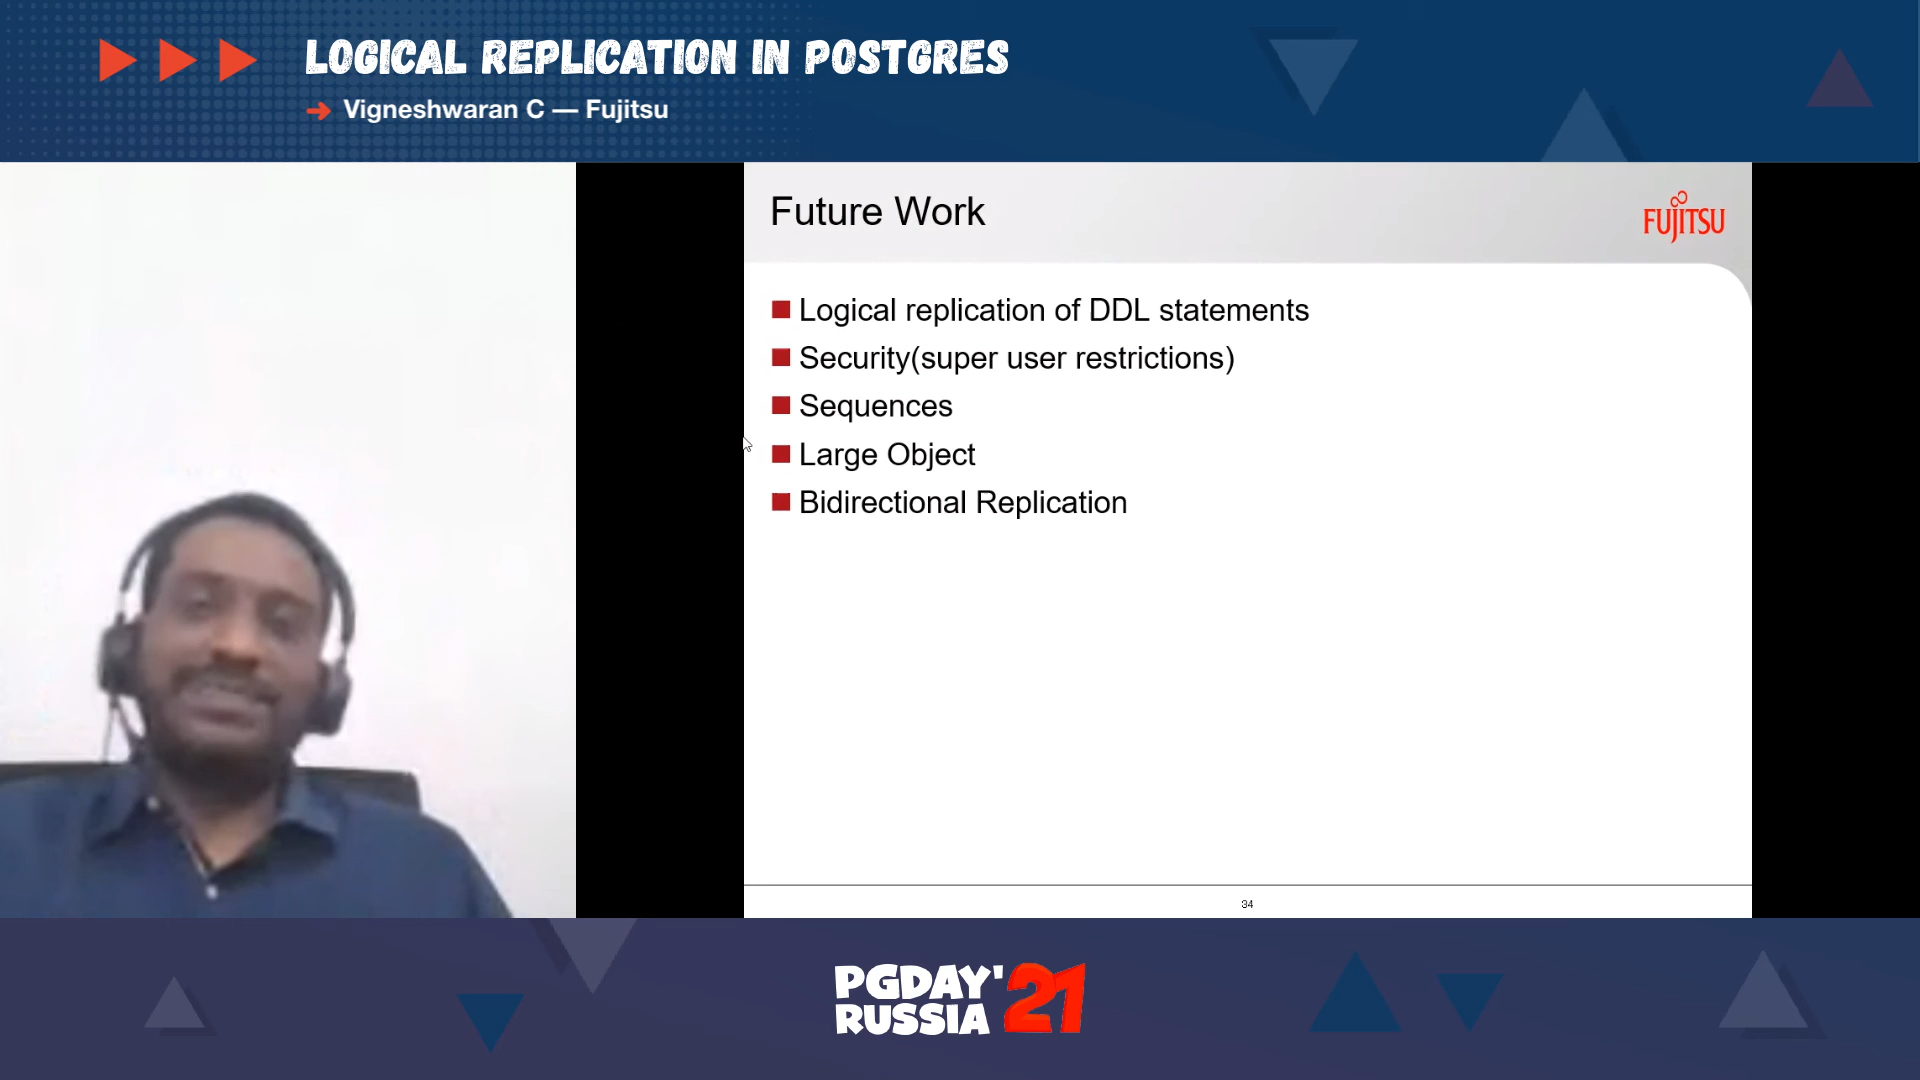 LOGICAL REPLICATION IN POSTGRES
Vigneshwaran C — Fujitsu
Future Work
FUJITSU
Logical replication of DDL statements
Security(super user restrictions)
Sequences
Large Object
Bidirectional Replication
34
PGDAY'21
RUSSIA